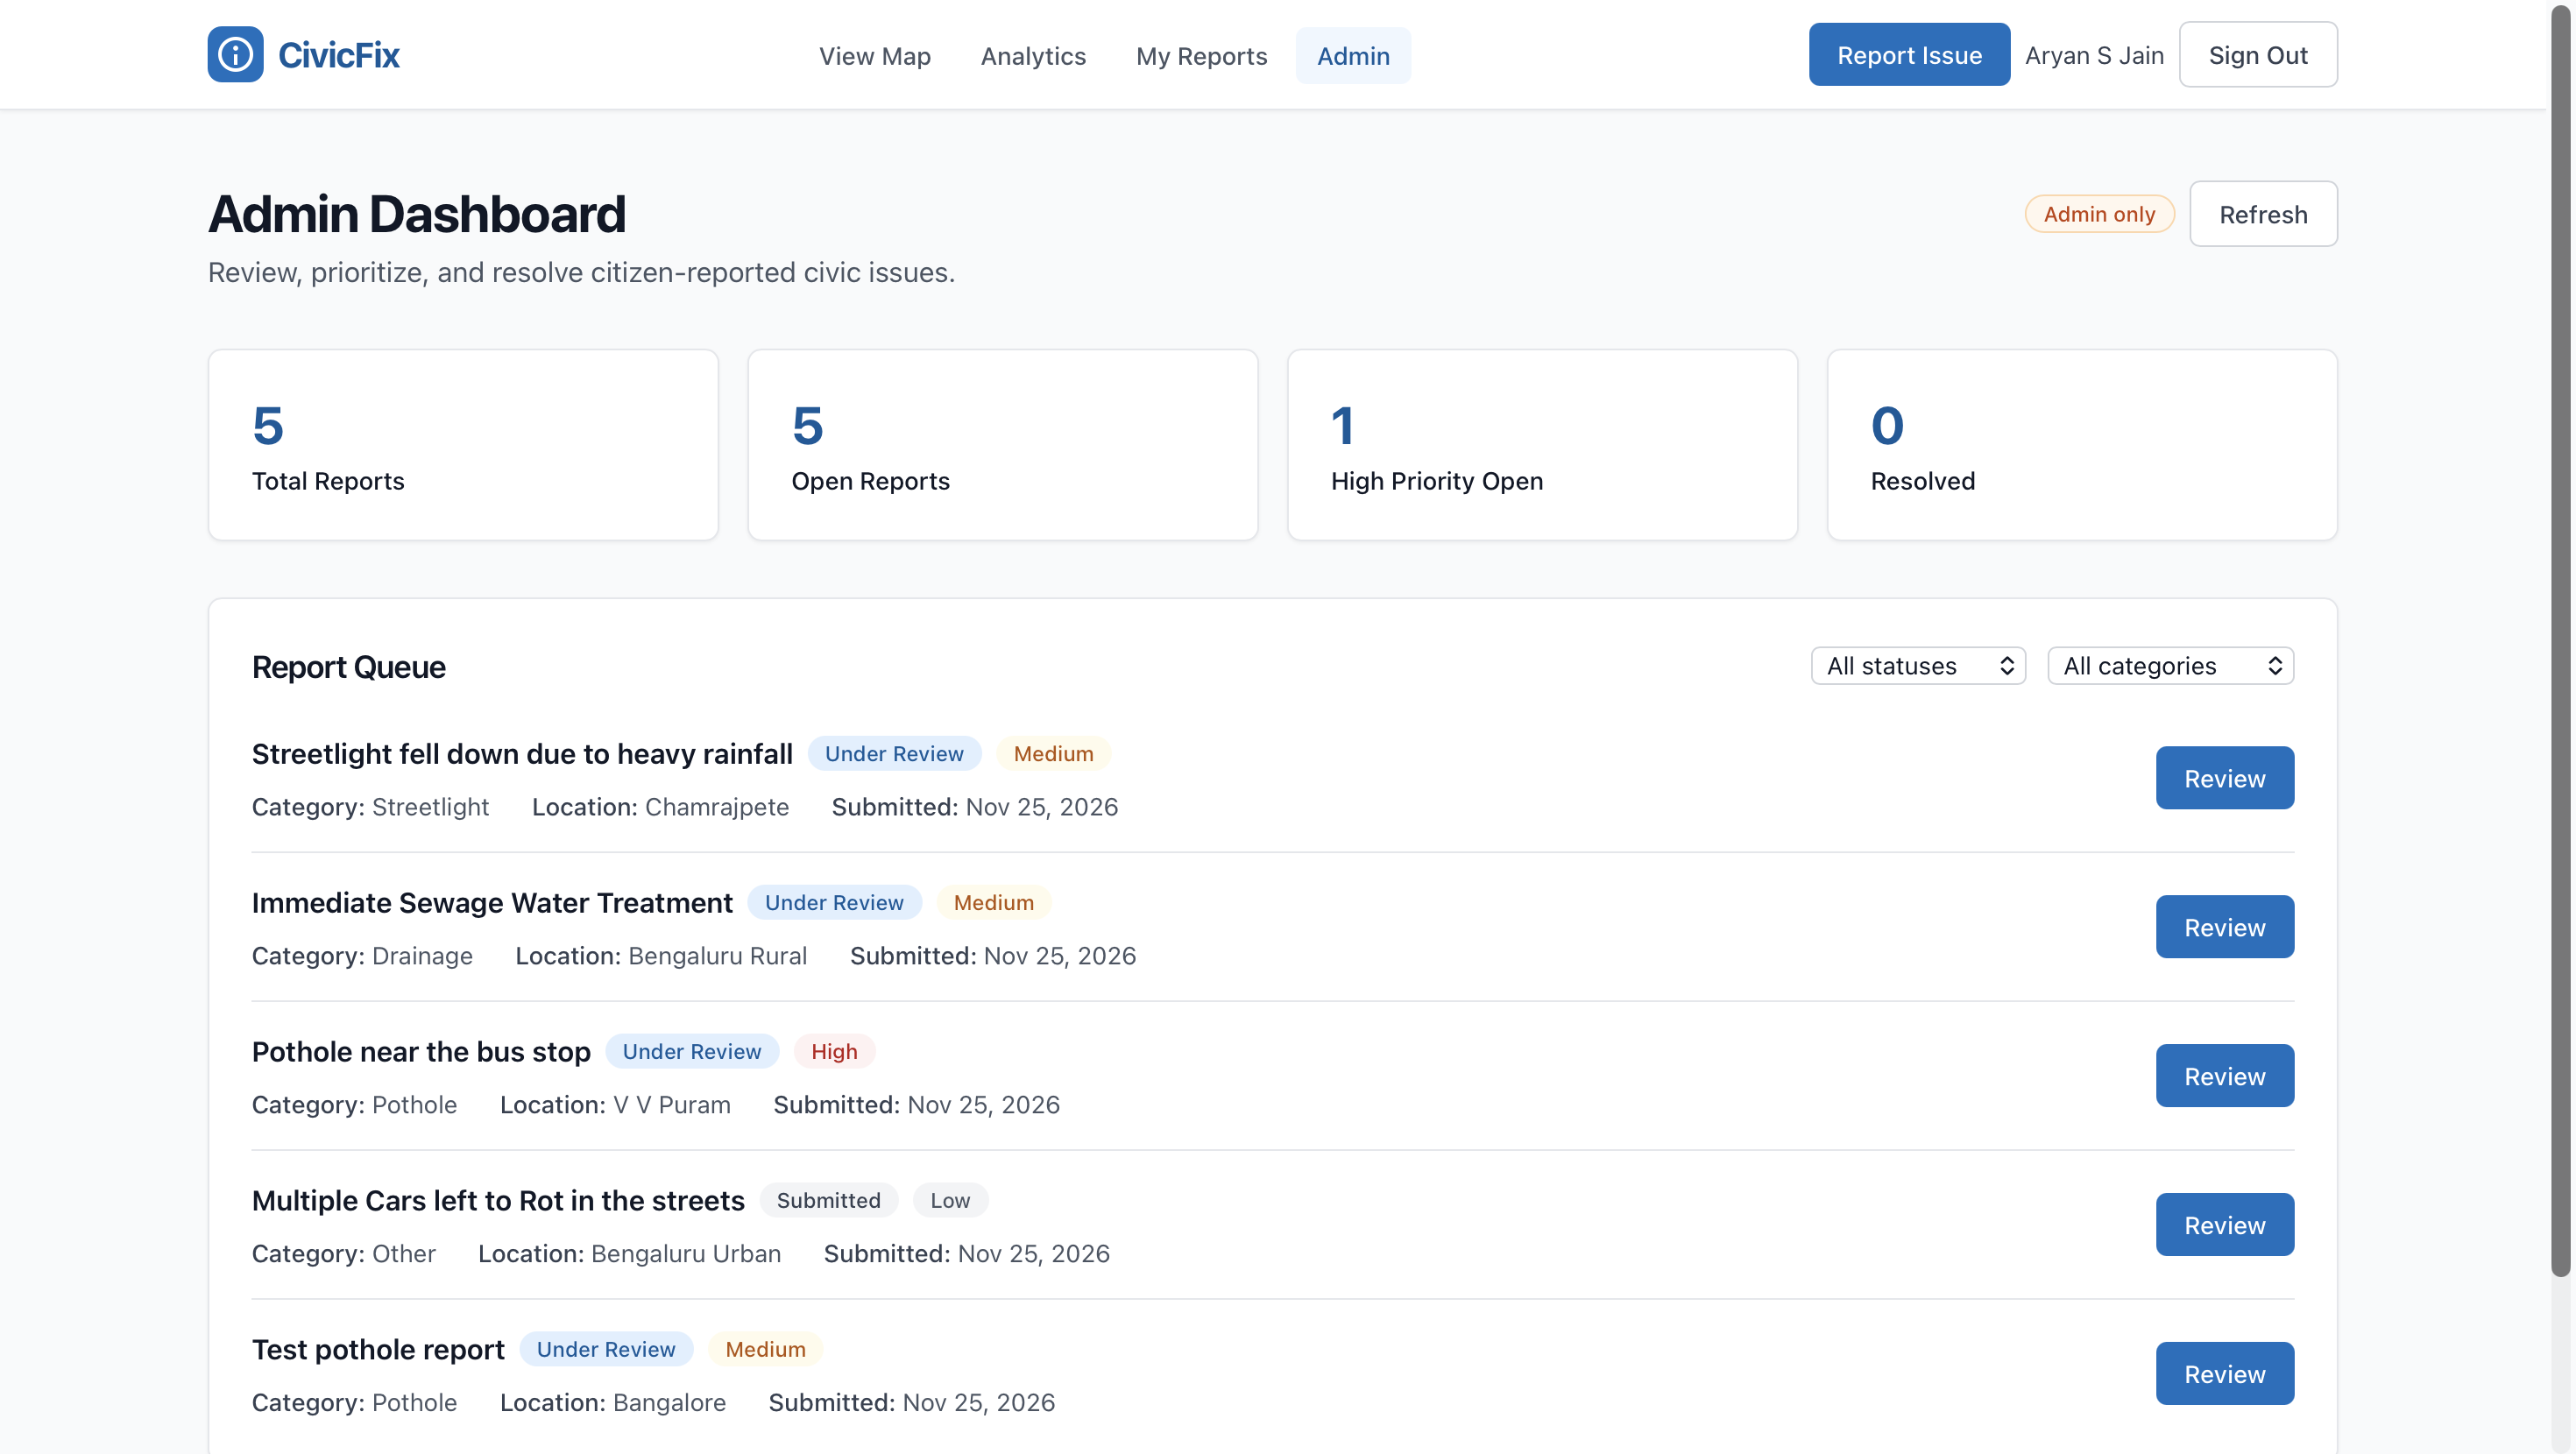 CivicFix
View Map Analytics My Reports Admin
Report Issue Aryan S Jain Sign Out
Admin Dashboard
Admin only Refresh
Review, prioritize, and resolve citizen-reported civic issues.
5 5 1 0
Total Reports Open Reports High Priority Open Resolved
Report Queue
All statuses All categories
Streetlight fell down due to heavy rainfall Under Review Medium
Review
Category: Streetlight Location: Chamrajpete Submitted: Nov 25, 2026
Immediate Sewage Water Treatment Under Review Medium
Review
Category: Drainage Location: Bengaluru Rural Submitted: Nov 25, 2026
Pothole near the bus stop Under Review High
Review
Category: Pothole Location: V V Puram Submitted: Nov 25, 2026
Multiple Cars left to Rot in the streets Submitted Low
Review
Category: Other Location: Bengaluru Urban Submitted: Nov 25, 2026
Test pothole report Under Review Medium
Review
Category: Pothole Location: Bangalore Submitted: Nov 25, 2026